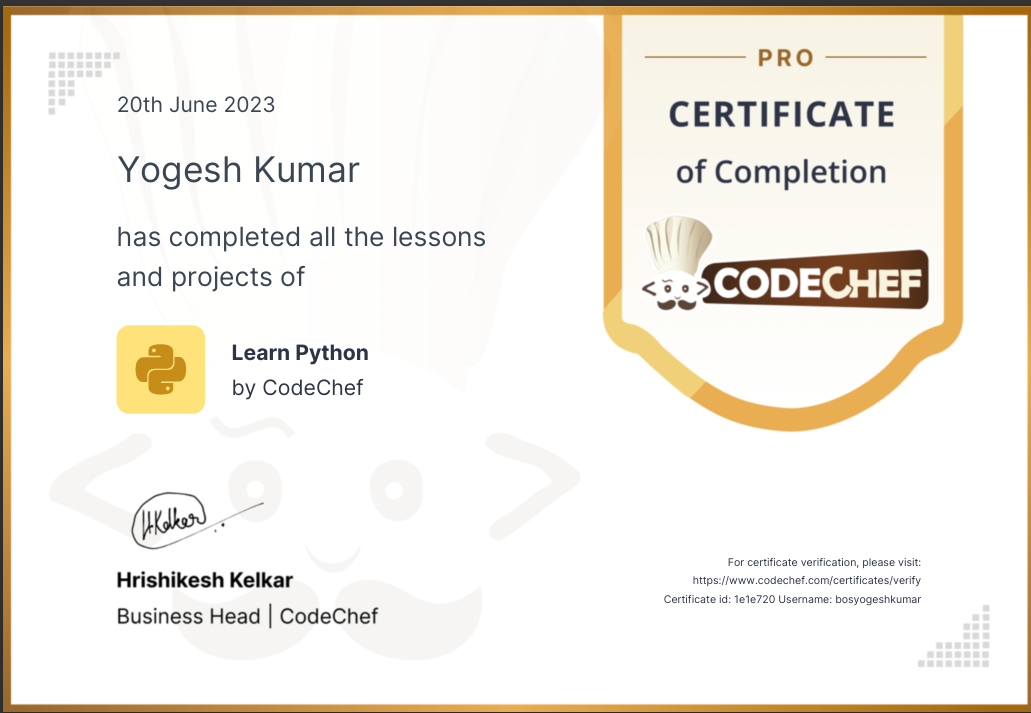 20th June 2023
Yogesh Kumar
has completed all the lessons
and projects of
Learn Python
by CodeChef
H.Kelkar
Hrishikesh Kelkar
Business Head | CodeChef
PRO
CERTIFICATE
of Completion
CODECHEF
For certificate verification, please visit:
https://www.codechef.com/certificates/verify
Certificate id: 1e1e720 Username: bosyogeshkumar